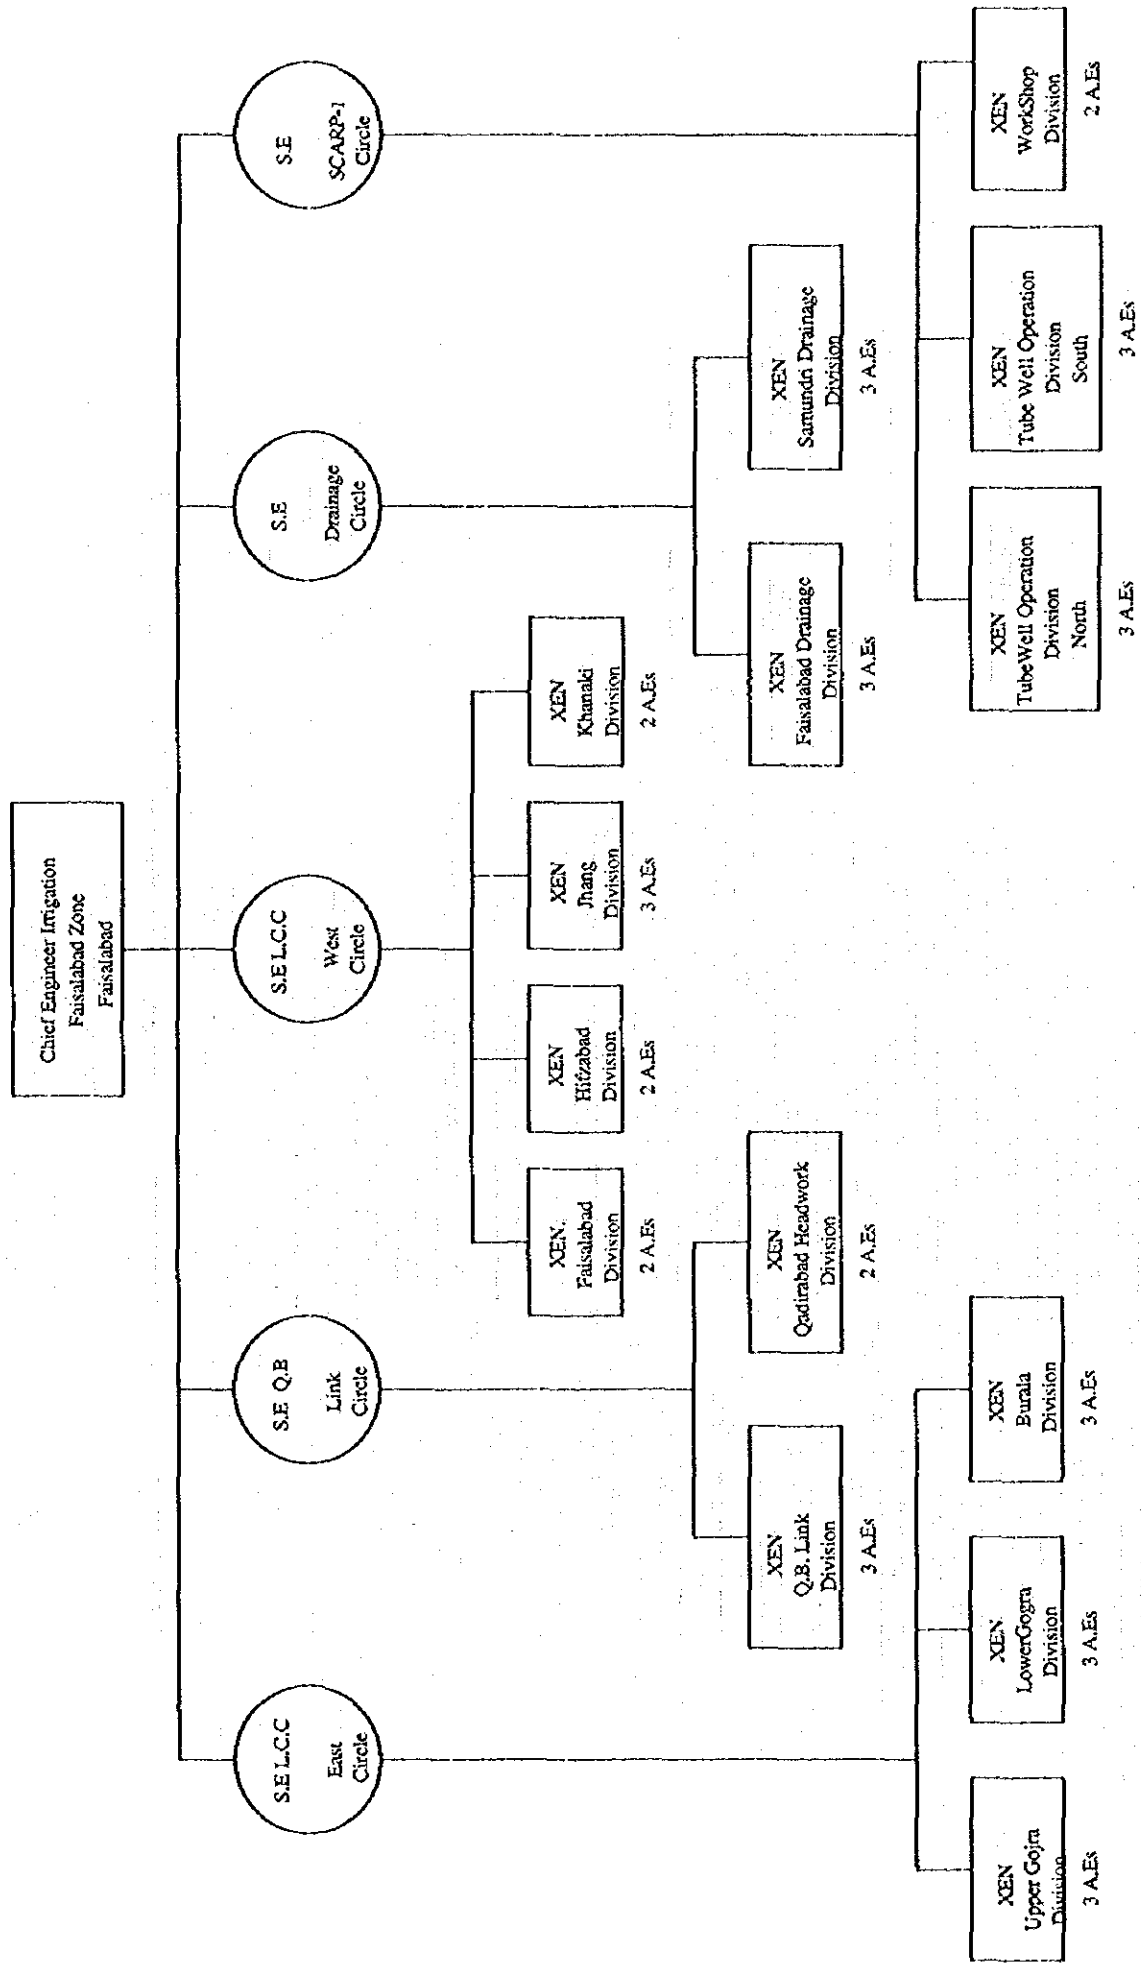 Chief Engineer Irrigation
Faisalabad Zone
Faisalabad
S.E L.C.C
East
Circle
S.E Q.B
Link
Circle
S.E L.C.C
West
Circle
S.E
Drainage
Circle
S.E
SCARP-1
Circle
XEN.
Faisalabad
Division
2 A.Es
XEN
Hifzabad
Division
2 A.Es
XEN
Jhang
Division
3 A.Es
XEN
Khanaki
Division
2 A.Es
XEN
Q.B. Link
Division
3 A.Es
XEN
Qadirabad Headwork
Division
2 A.Es
XEN
Faisalabad Drainage
Division
3 A.Es
XEN
Samundri Drainage
Division
3 A.Es
XEN
Upper Gojra
Division
3 A.Es
XEN
LowerGogra
Division
3 A.Es
XEN
Burala
Division
3 A.Es
XEN
TubeWell Operation
Division
North
3 A.Es
XEN
Tube Well Operation
Division
South
3 A.Es
XEN
WorkShop
Division
2 A.Es